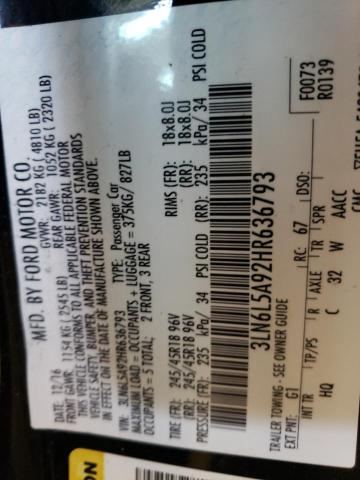 MFD. BY FORD MOTOR CO.
DATE: 12/16 GVWR: 2182 KG (4810 LB)
FRONT GAWR: 1154 KG (2545 LB) REAR GAWR: 1052 KG (2320 LB)
THIS VEHICLE CONFORMS TO ALL APPLICABLE FEDERAL MOTOR
VEHICLE SAFETY, BUMPER, AND THEFT PREVENTION STANDARDS
IN EFFECT ON THE DATE OF MANUFACTURE SHOWN ABOVE.
VIN: 3LN6L5A92HR636793 TYPE: Passenger Car
MAXIMUM LOAD = OCCUPANTS + LUGGAGE = 375KG/ 827LB
OCCUPANTS = 5 TOTAL; 2 FRONT, 3 REAR
TIRE (FR): 245/45R18 96V RIMS (FR): 18x8.0J
(RR): 245/45R18 96V (RR): 18x8.0J
PRESSURE(FR): 235 kPa/ 34 PSI COLD (RR): 235 kPa/ 34 PSI COLD
3LN6L5A92HR636793
F0073
R0139
TRAILER TOWING - SEE OWNER GUIDE
EXT PNT: G1 RC: 67 DSO:
INT TR TP/PS R AXLE TR SPR
HQ C 32 W AACC
ON